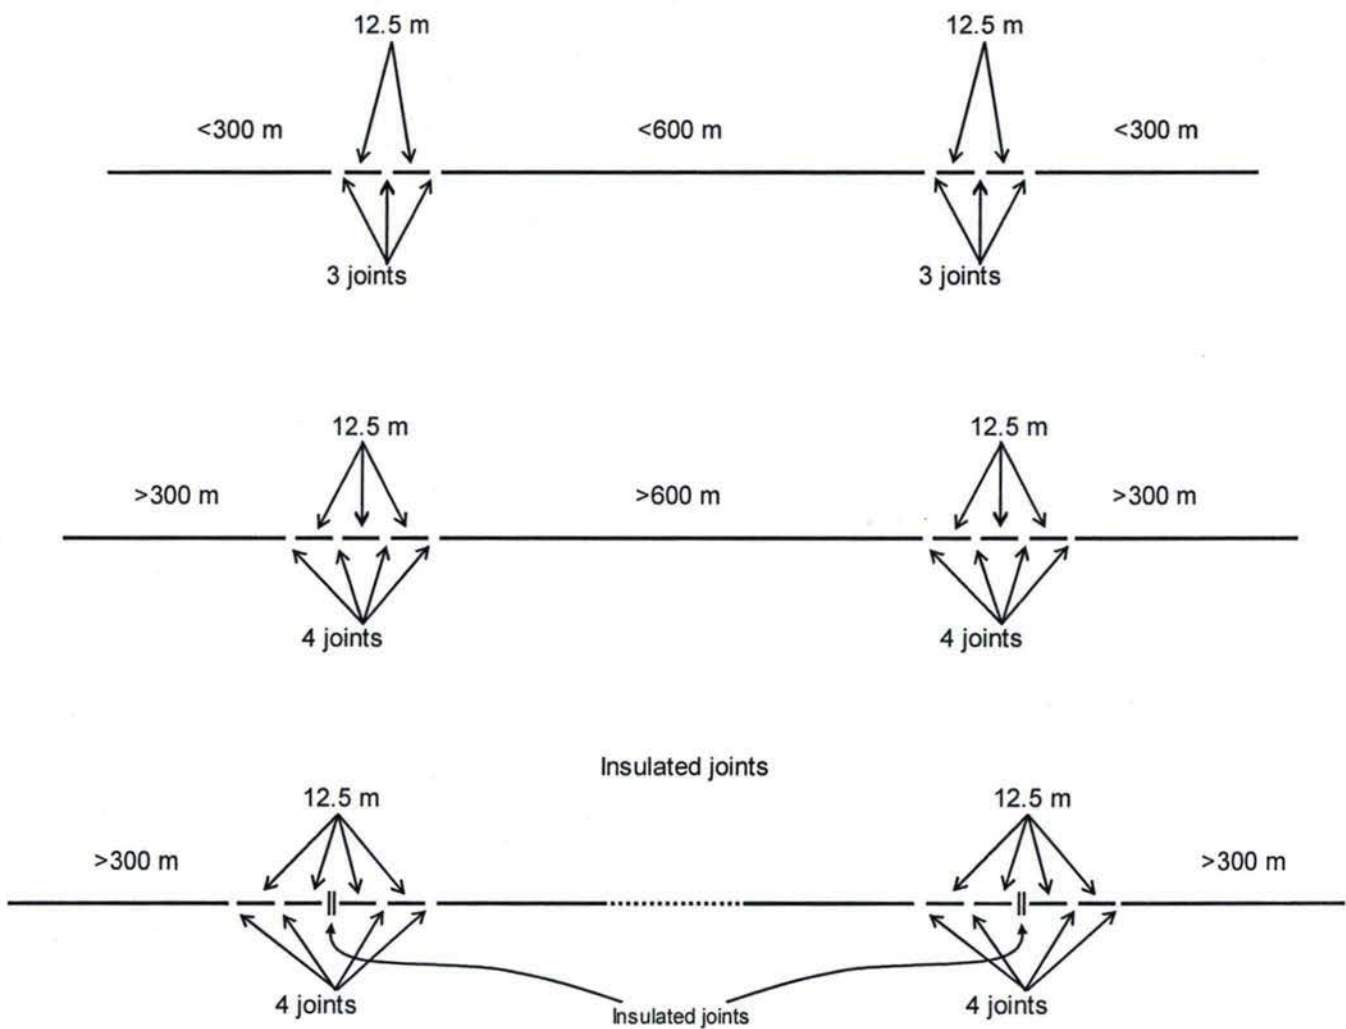 12.5 m 12.5 m
<300 m <600 m <300 m
3 joints 3 joints
12.5 m 12.5 m
>300 m >600 m >300 m
4 joints 4 joints
Insulated joints
12.5 m 12.5 m
>300 m >300 m
4 joints Insulated joints 4 joints